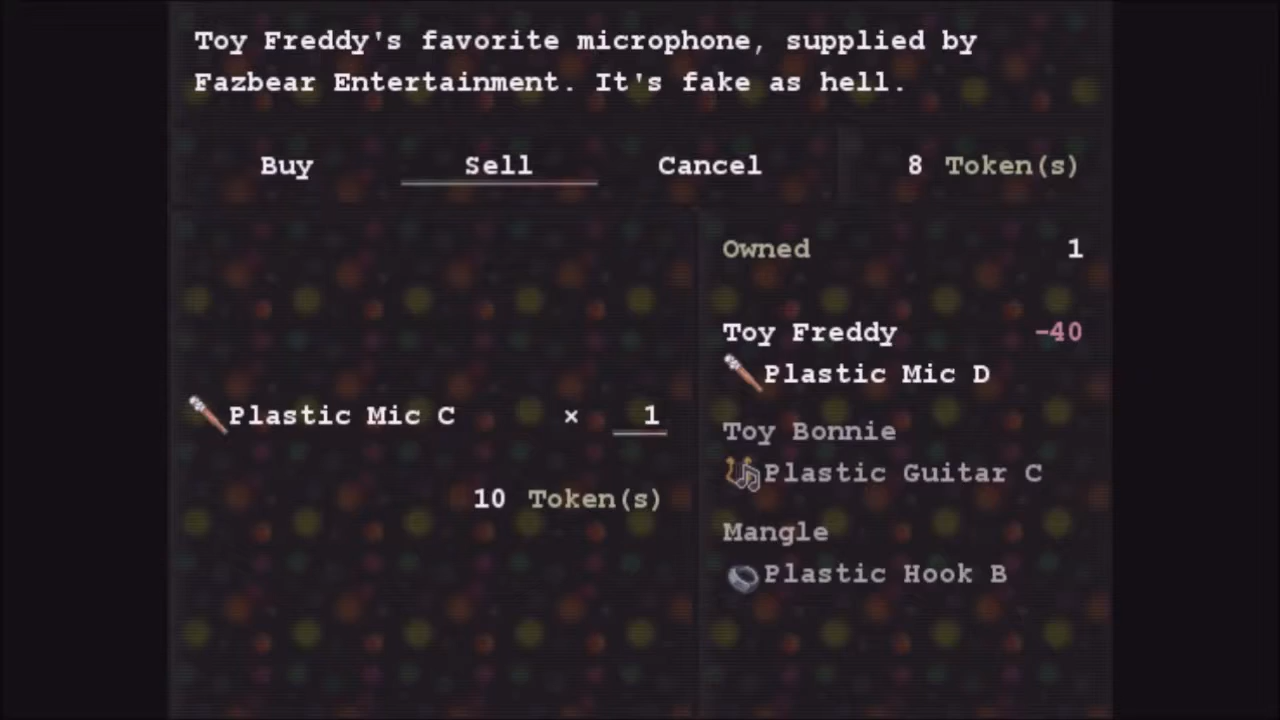 Toy Freddy's favorite microphone, supplied by
Fazbear Entertainment. It's fake as hell.
Buy Sell Cancel 8 Token(s)
Owned 1
Toy Freddy -40
Plastic Mic D
Plastic Mic C × 1
Toy Bonnie
Plastic Guitar C
10 Token(s)
Mangle
Plastic Hook B